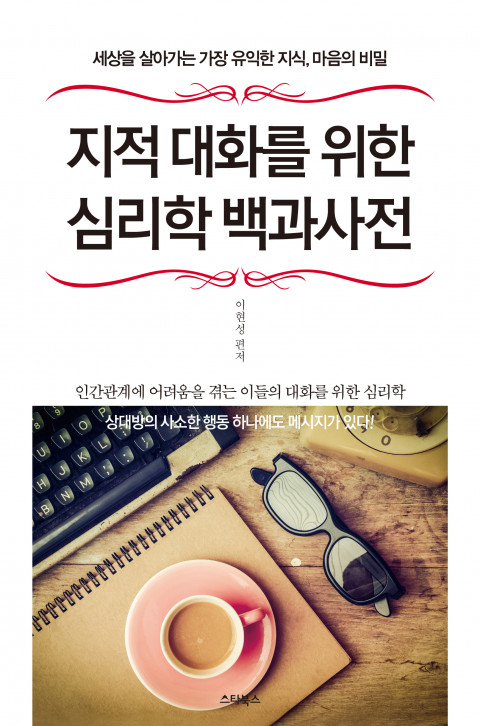 세상을 살아가는 가장 유익한 지식, 마음의 비밀
지적 대화를 위한
심리학 백과사전
이현성 편저
인간관계에 어려움을 겪는 이들의 대화를 위한 심리학
상대방의 사소한 행동 하나에도 메시지가 있다!
스타북스